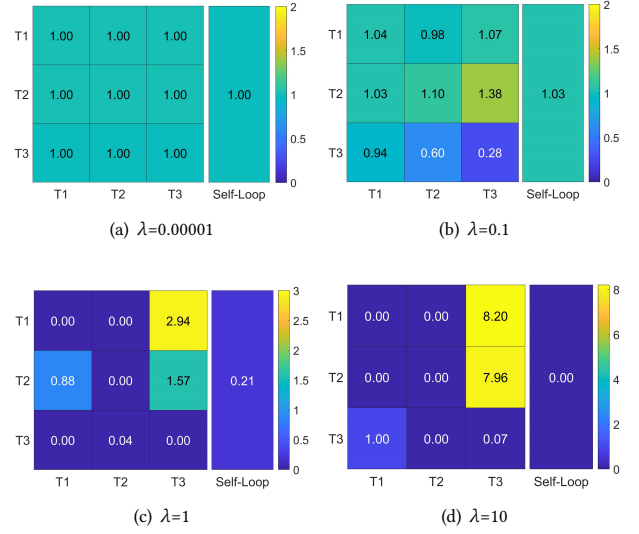 T1 1.00 1.00 1.00
T2 1.00 1.00 1.00 1.00
T3 1.00 1.00 1.00
T1 T2 T3 Self-Loop
2
1.5
1
0.5
0
(a) λ=0.00001
T1 1.04 0.98 1.07
T2 1.03 1.10 1.38 1.03
T3 0.94 0.60 0.28
T1 T2 T3 Self-Loop
2
1.5
1
0.5
0
(b) λ=0.1
T1 0.00 0.00 2.94
T2 0.88 0.00 1.57 0.21
T3 0.00 0.04 0.00
T1 T2 T3 Self-Loop
3
2.5
2
1.5
1
0.5
0
(c) λ=1
T1 0.00 0.00 8.20
T2 0.00 0.00 7.96 0.00
T3 1.00 0.00 0.07
T1 T2 T3 Self-Loop
8
6
4
2
0
(d) λ=10